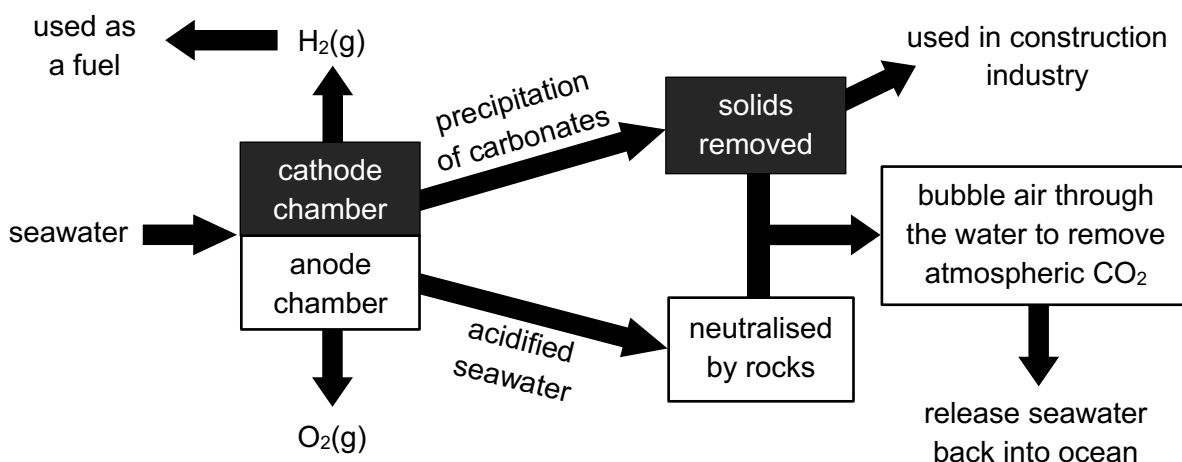 used as
a fuel
H₂(g)
used in construction
industry
precipitation
of carbonates
solids
removed
cathode
chamber
seawater
anode
chamber
bubble air through
the water to remove
atmospheric CO₂
acidified
seawater
neutralised
by rocks
O₂(g)
release seawater
back into ocean